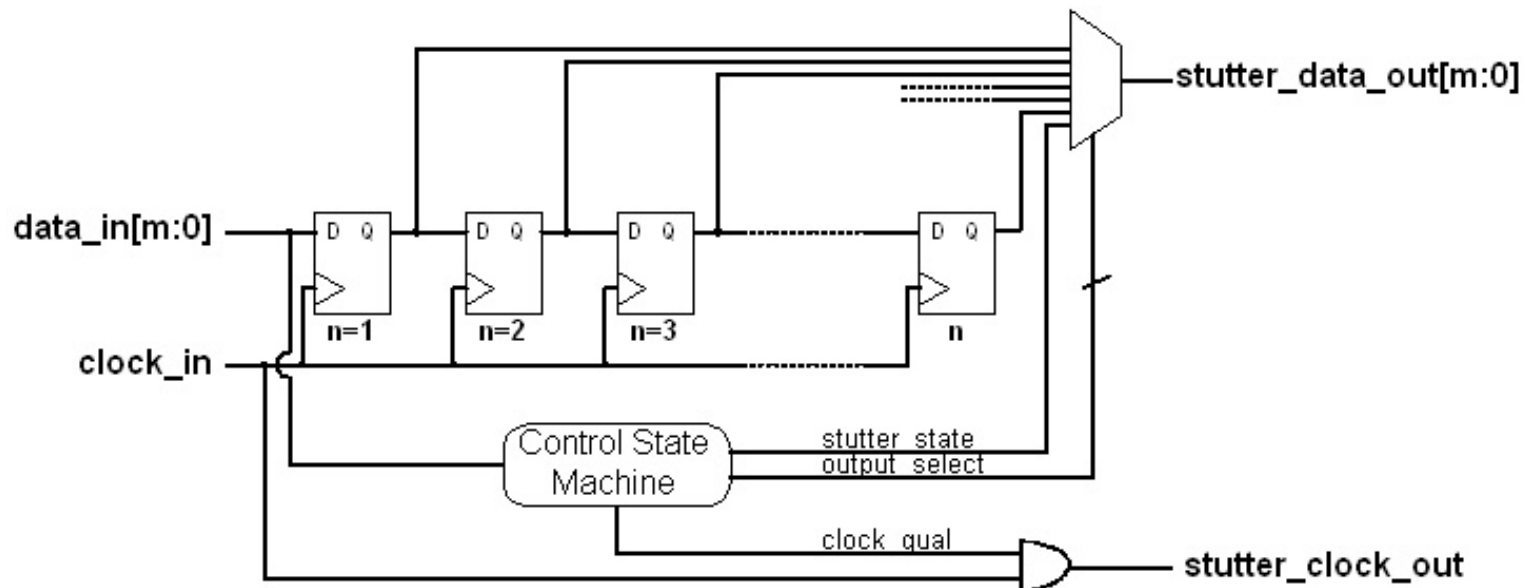 stutter_data_out[m:0]
data_in[m:0]
D Q
D Q
D Q
D Q
n=1
n=2
n=3
n
clock_in
Control State
Machine
stutter_state
output_select
clock_qual
stutter_clock_out